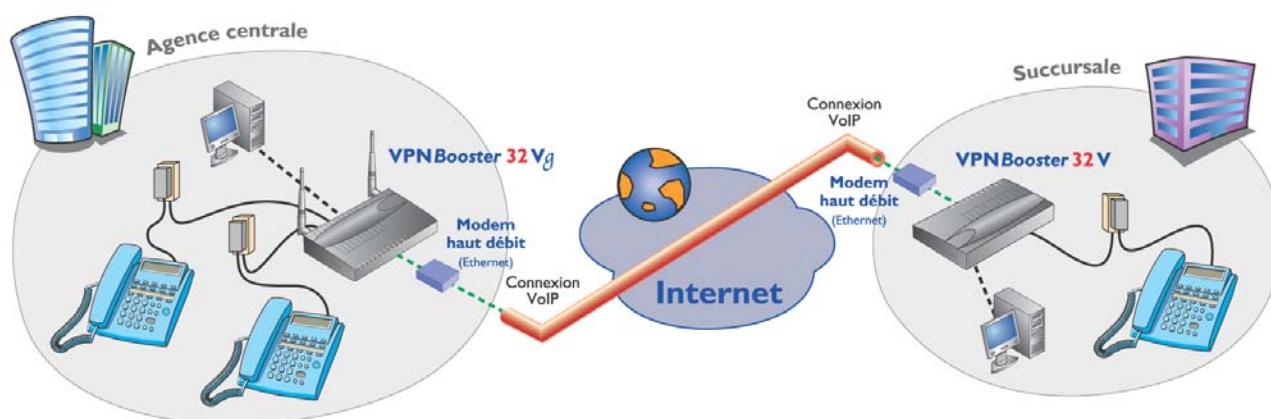 Agence centrale
VPNBooster 32 Vg
Modem
haut débit
(Ethernet)
Connexion
VoIP
Internet
Connexion
VoIP
Modem
haut débit
(Ethernet)
Succursale
VPNBooster 32 V